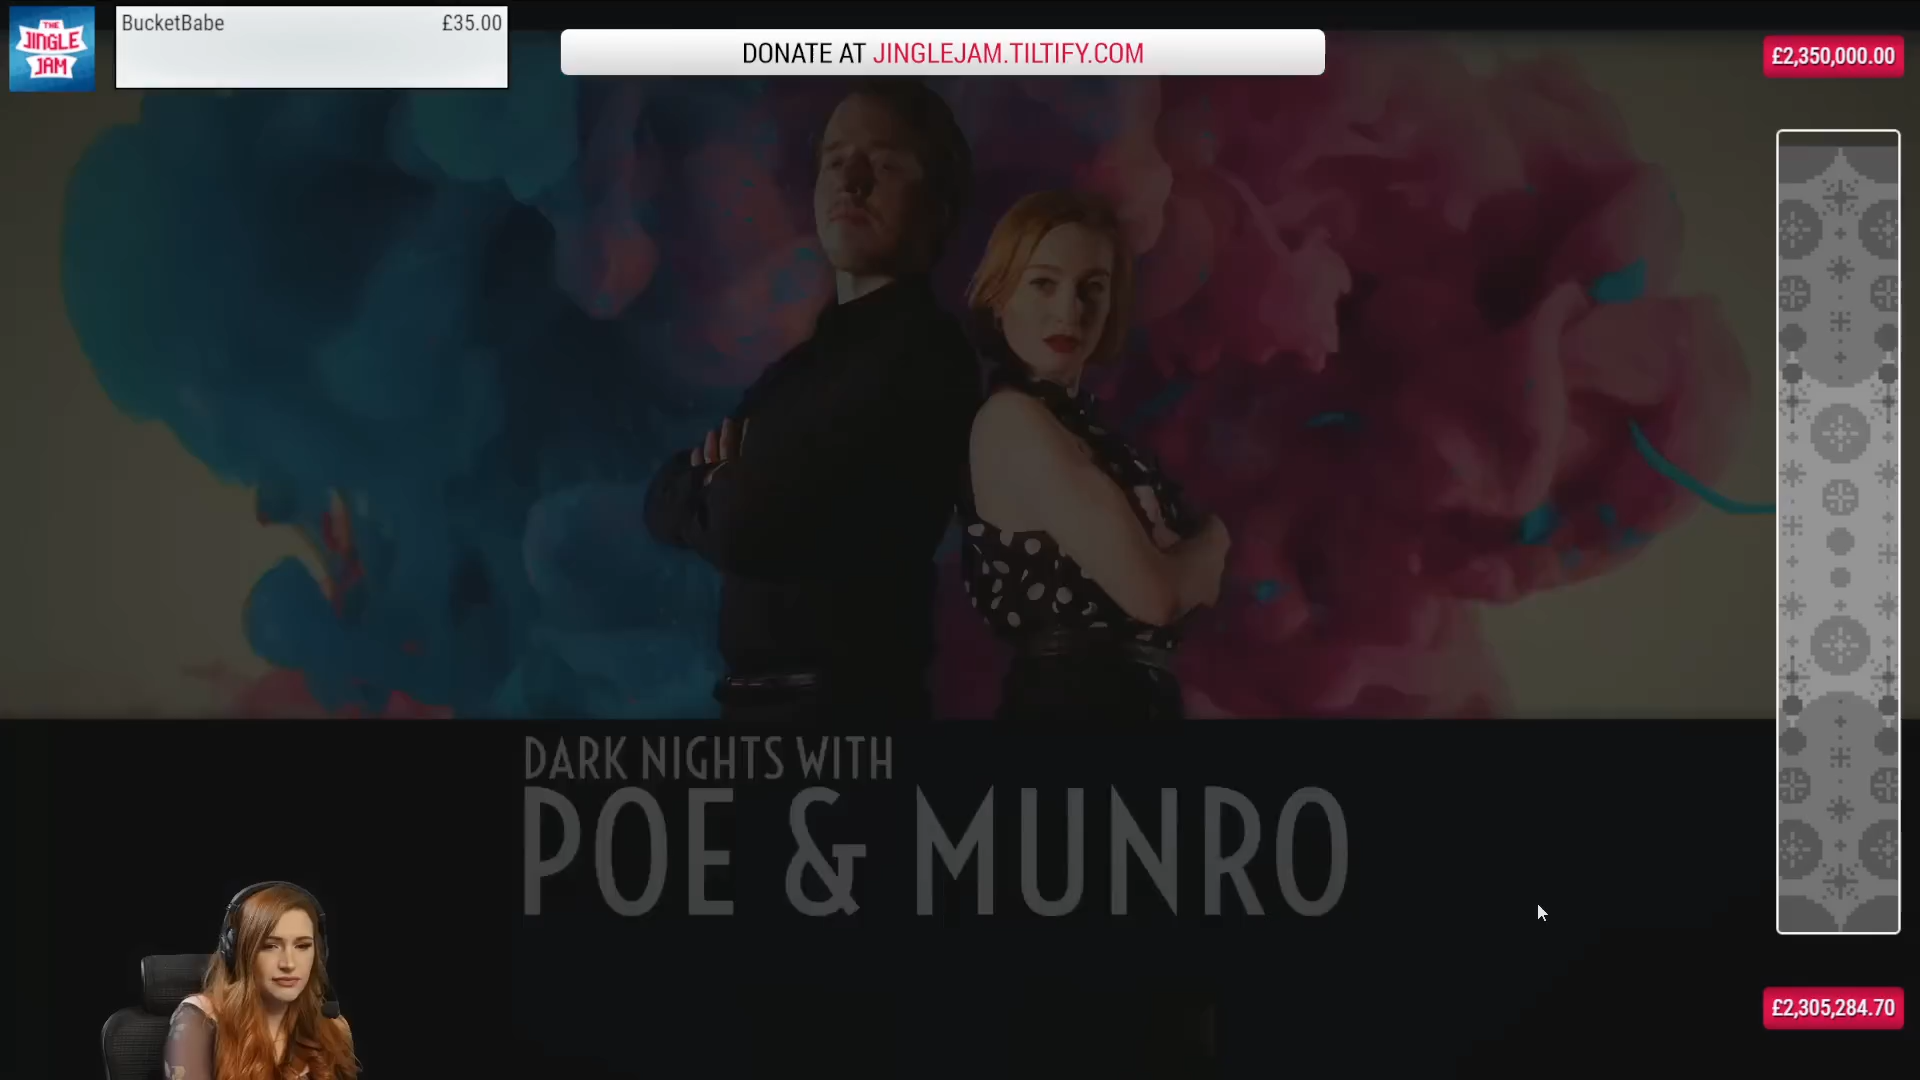 THE
JINGLE
JAM
BucketBabe £35.00
DONATE AT JINGLEJAM.TILTIFY.COM
£2,350,000.00
DARK NIGHTS WITH
POE & MUNRO
£2,305,284.70